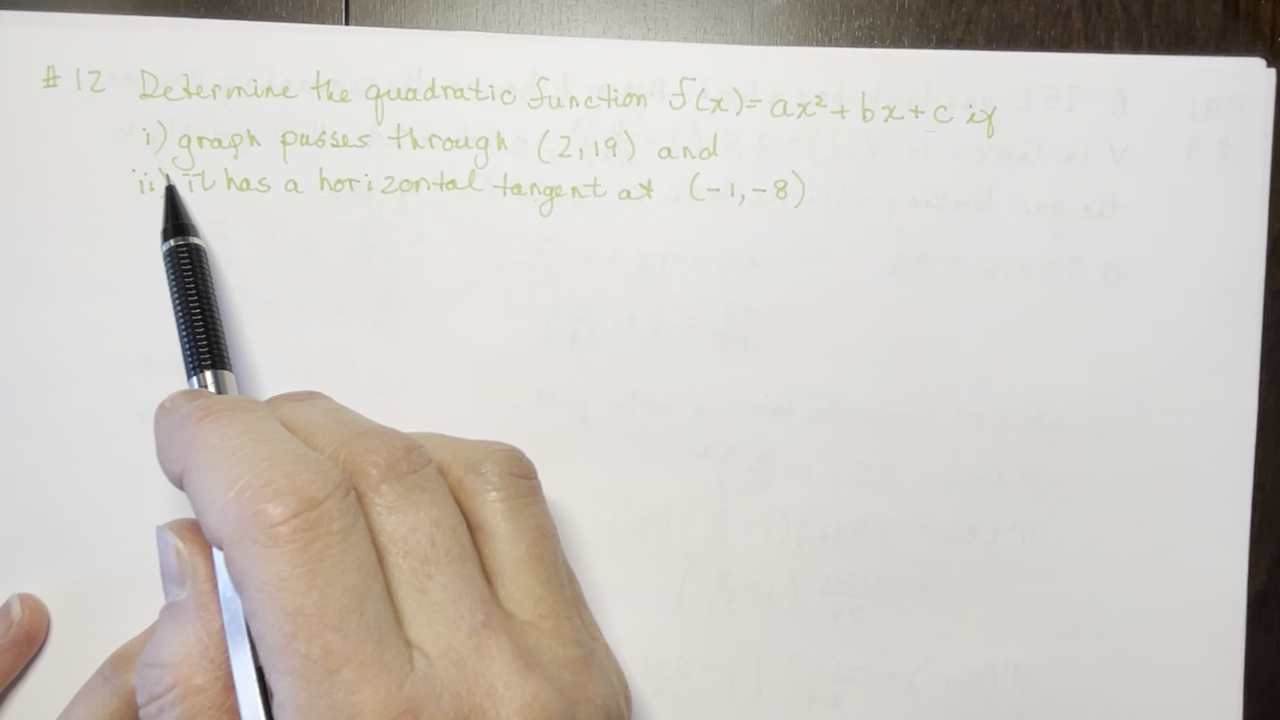 # 12 Determine the quadratic function f(x) = ax² + bx + c if
i) graph passes through (2, 19) and
ii) it has a horizontal tangent at (-1, -8)